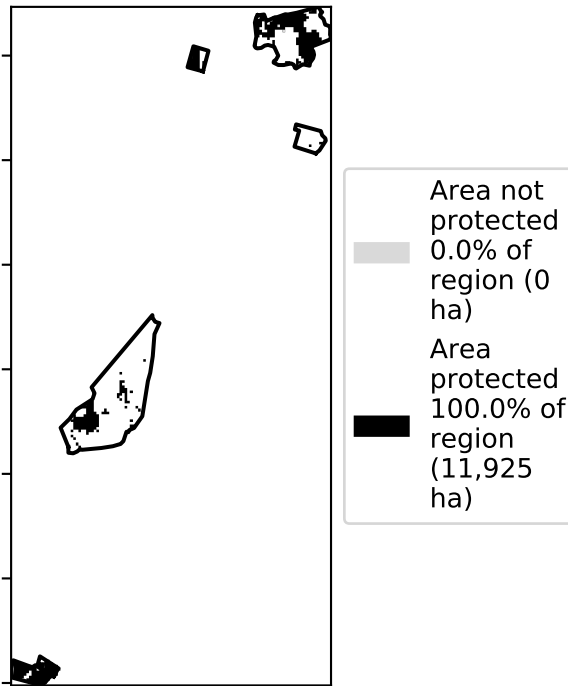 Area not
protected
0.0% of
region (0
ha)
Area
protected
100.0% of
region
(11,925
ha)